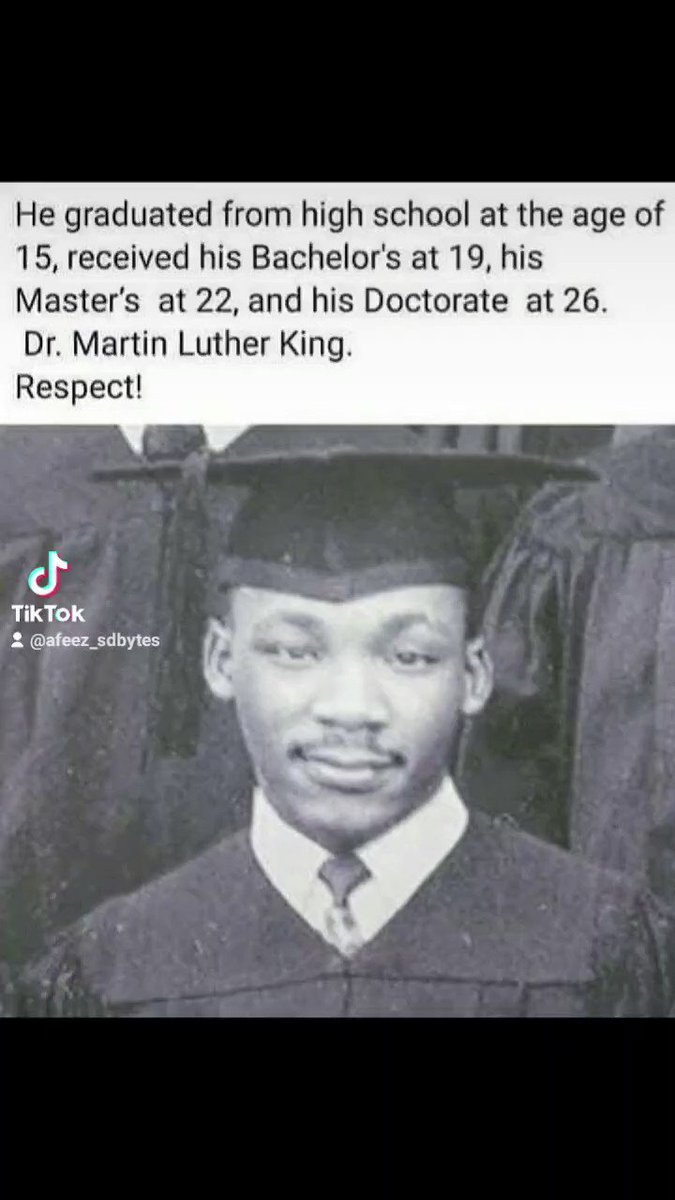 He graduated from high school at the age of
15, received his Bachelor's at 19, his
Master's  at 22, and his Doctorate  at 26.
Dr. Martin Luther King.
Respect!
TikTok
@afeez_sdbytes